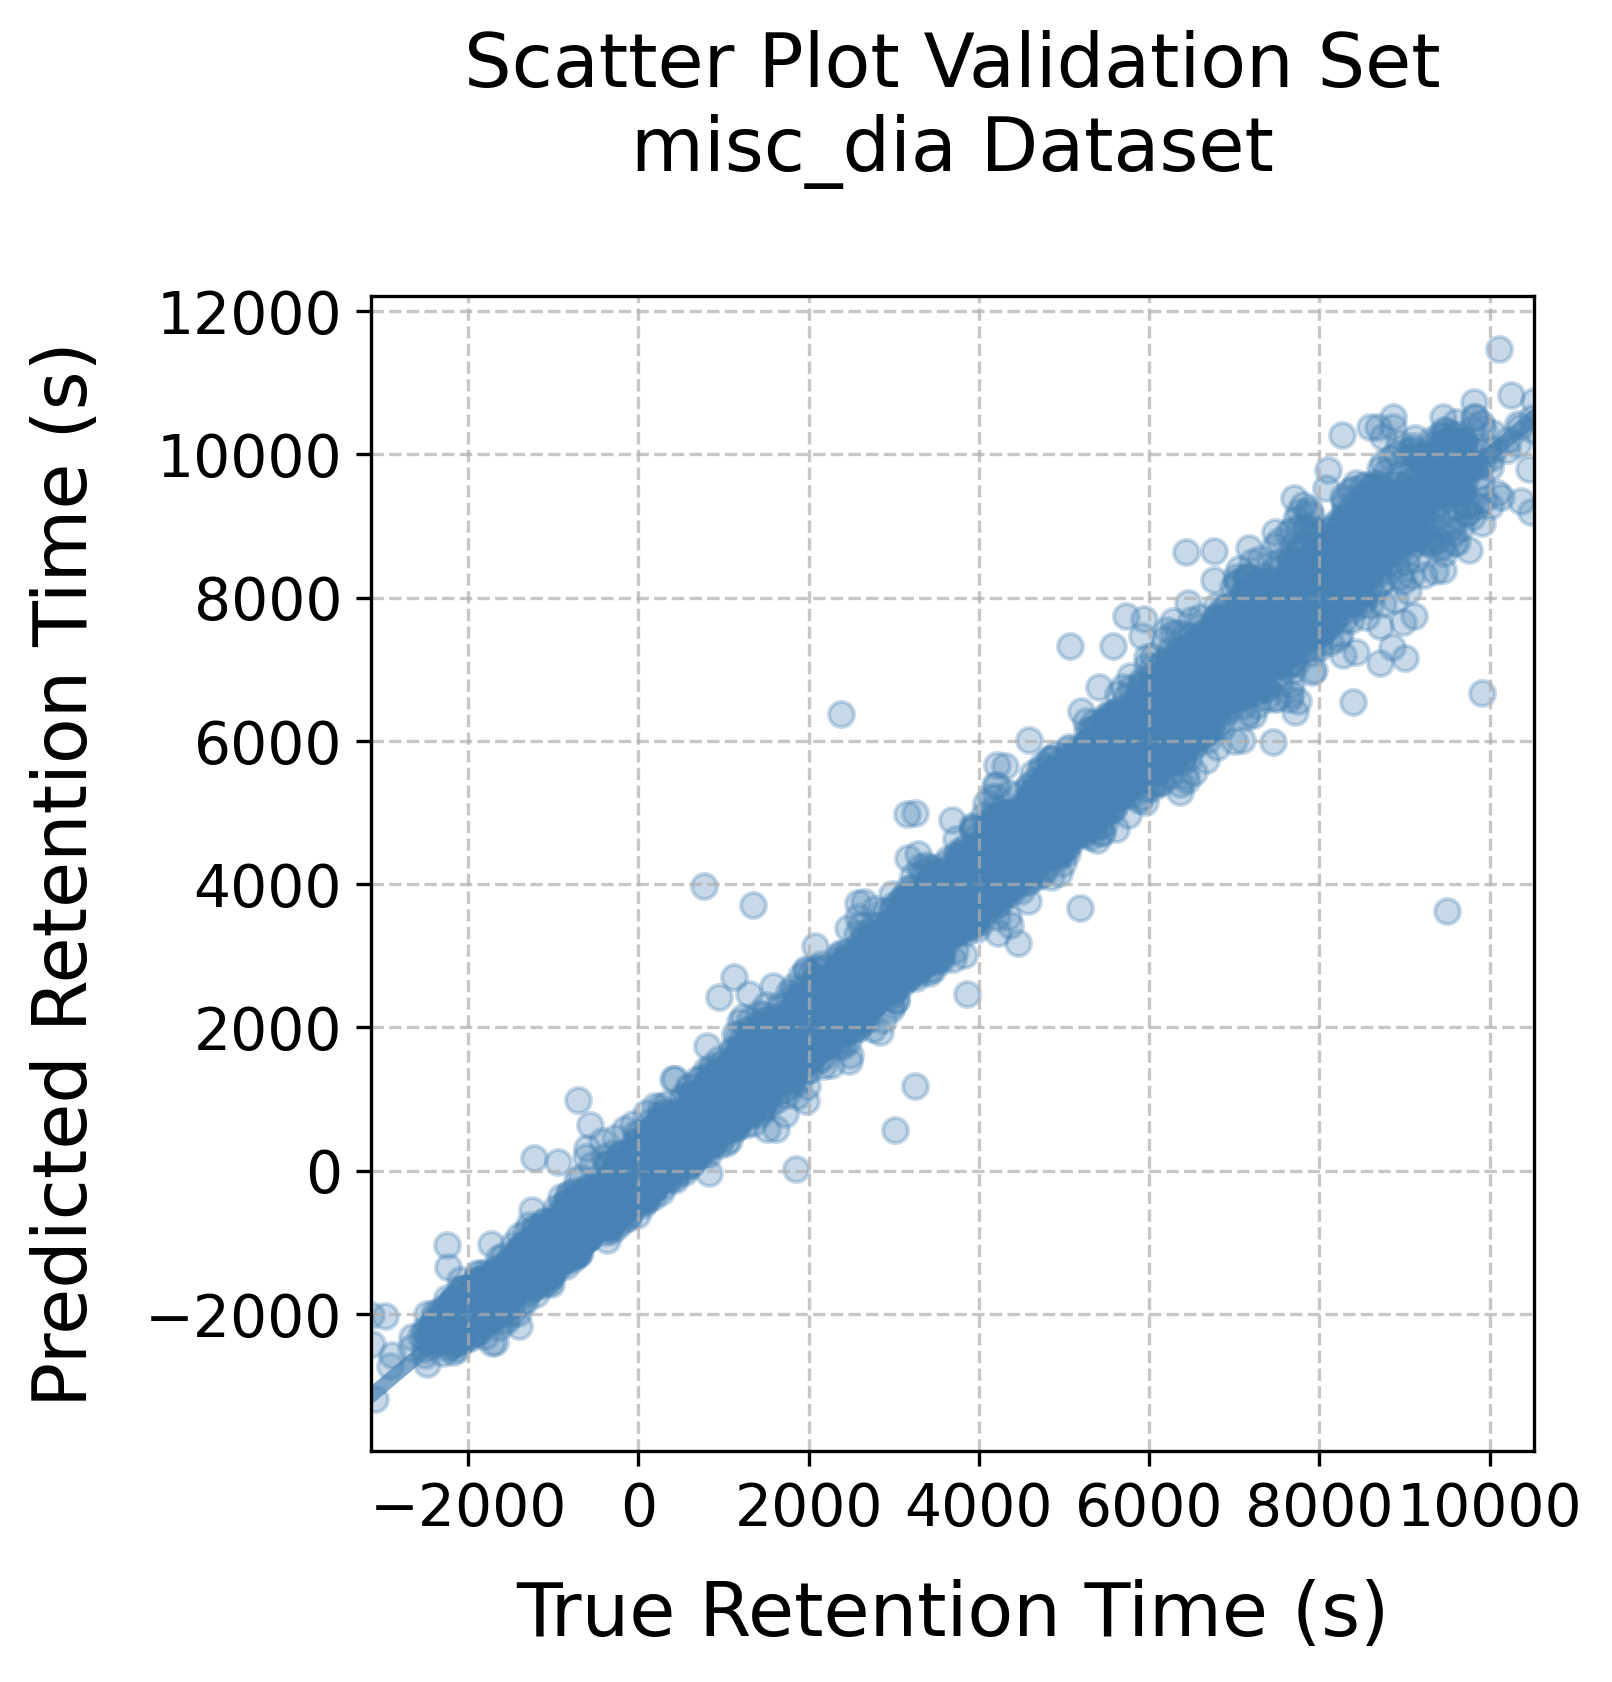 Scatter Plot Validation Set
misc_dia Dataset
12000
10000
8000
6000
4000
2000
0
−2000
Predicted Retention Time (s)
−2000 0 2000 4000 6000 8000 10000
True Retention Time (s)